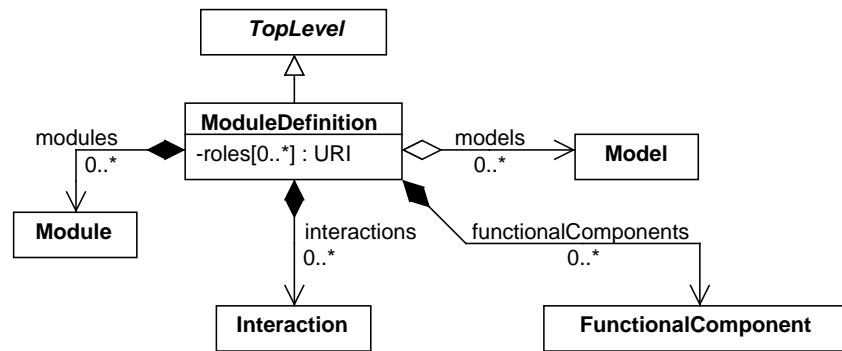 TopLevel
ModuleDefinition
-roles[0..*] : URI
modules
0..*
models
0..*
Model
Module
interactions
0..*
functionalComponents
0..*
Interaction
FunctionalComponent